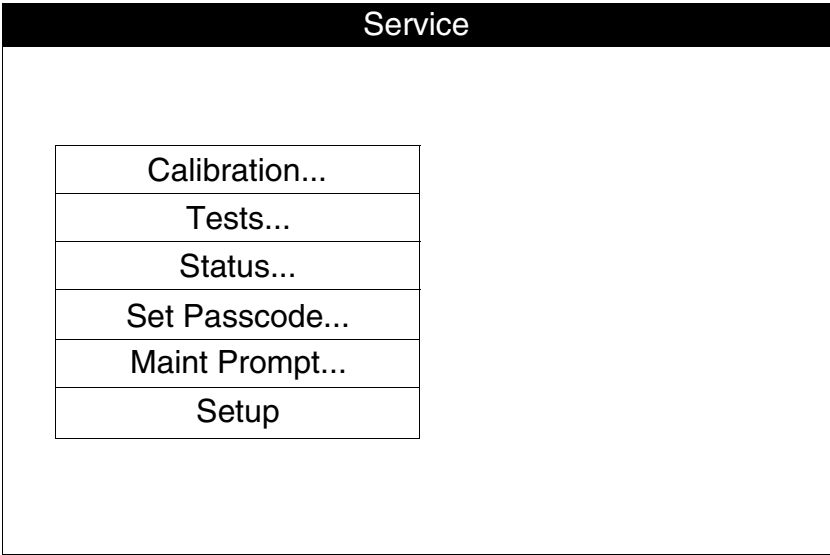 Service
Calibration...
Tests...
Status...
Set Passcode...
Maint Prompt...
Setup